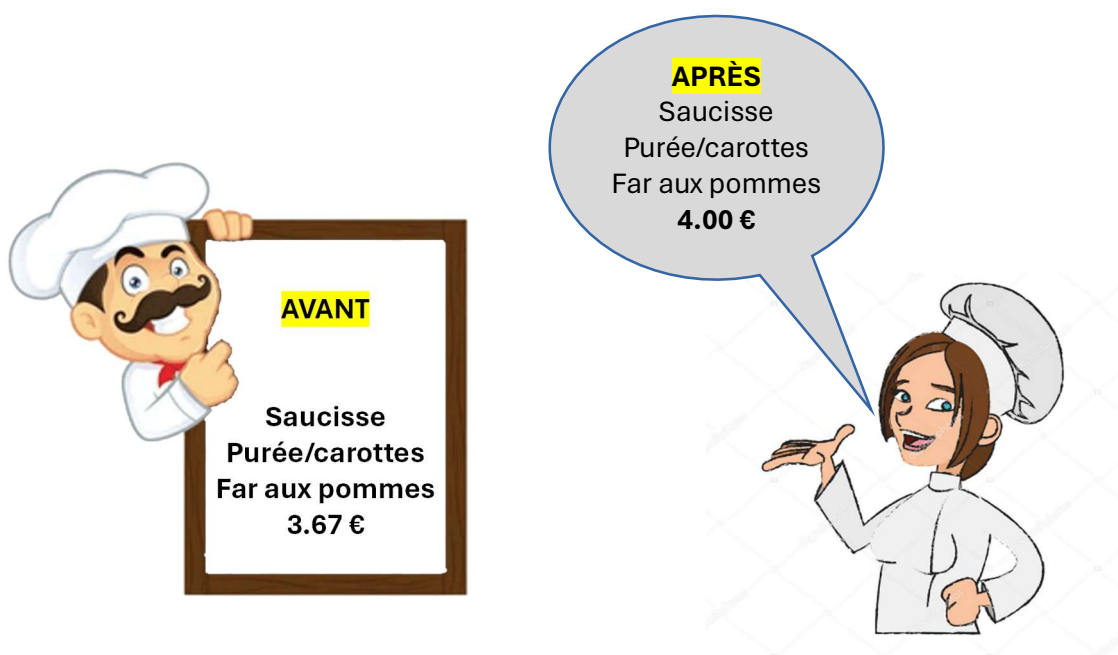 AVANT
Saucisse
Purée/carottes
Far aux pommes
3.67 €
APRÈS
Saucisse
Purée/carottes
Far aux pommes
4.00 €